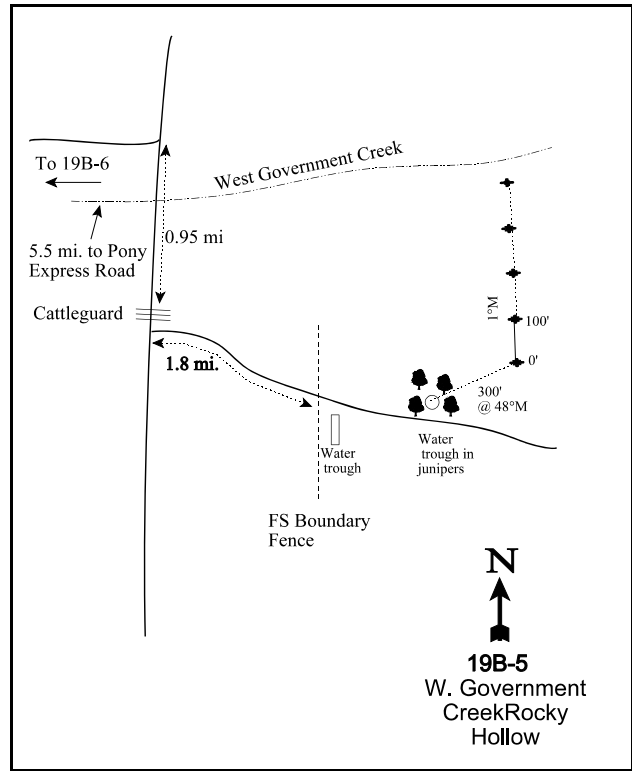 To 19B-6
West Government Creek
5.5 mi. to Pony
Express Road
0.95 mi
Cattleguard
1°M
100'
0'
1.8 mi.
300'
@ 48°M
Water
trough
Water
trough in
junipers
FS Boundary
Fence
N
19B-5
W. Government
CreekRocky
Hollow